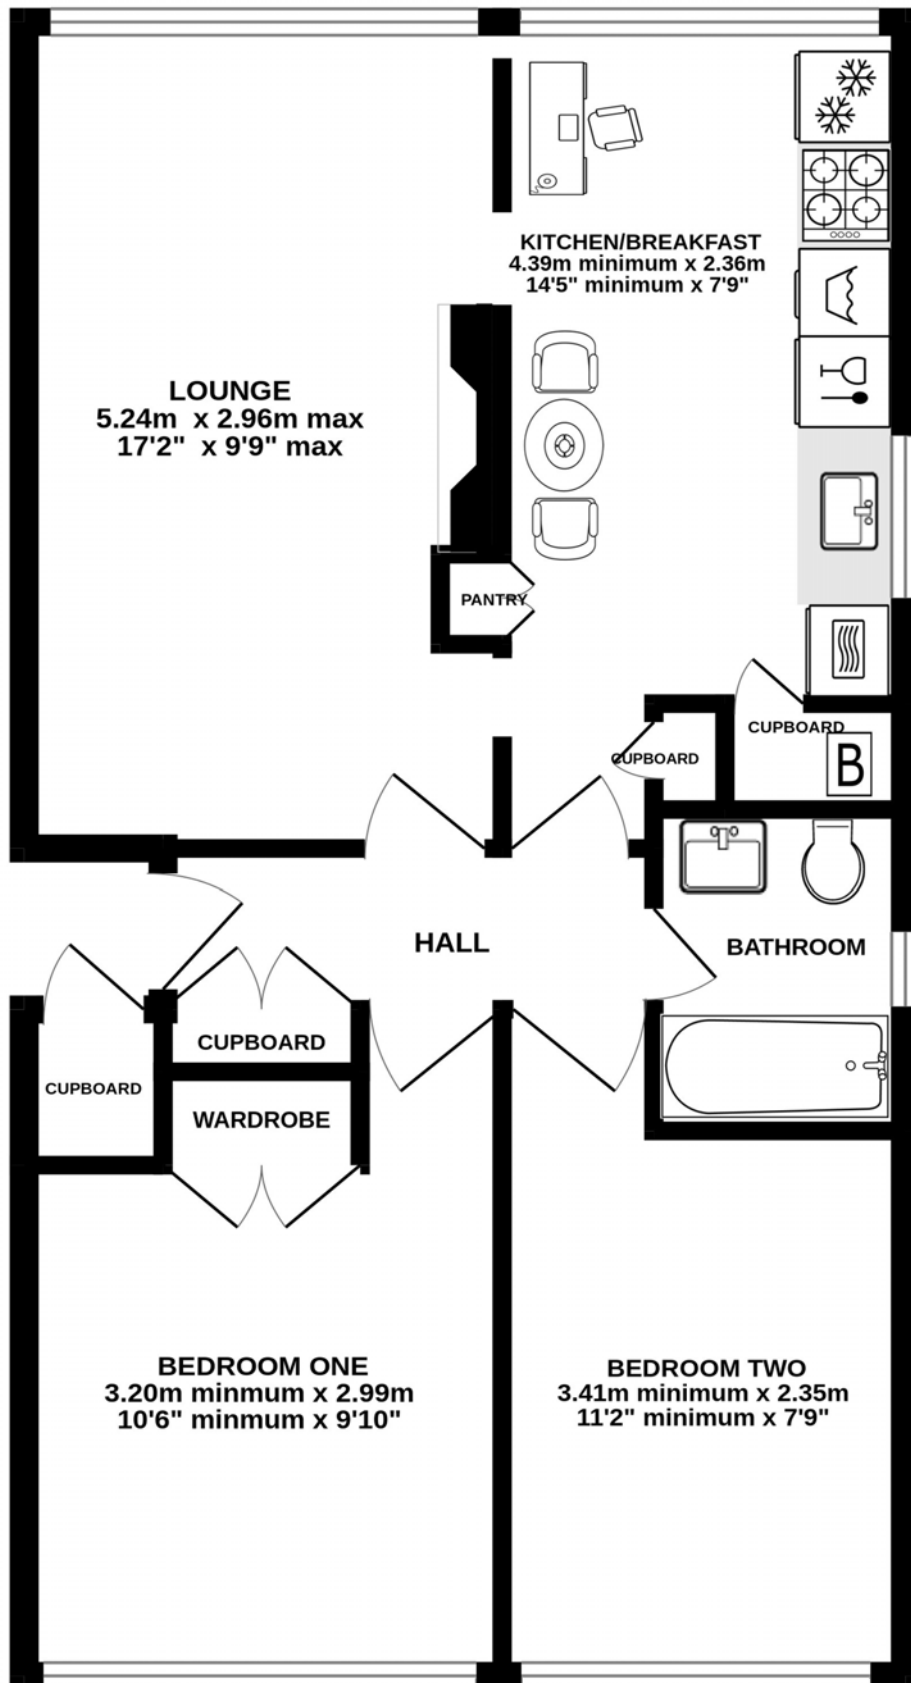 KITCHEN/BREAKFAST
4.39m minimum x 2.36m
14'5" minimum x 7'9"
LOUNGE
5.24m x 2.96m max
17'2" x 9'9" max
PANTRY
CUPBOARD
CUPBOARD
B
HALL
BATHROOM
CUPBOARD
CUPBOARD
WARDROBE
BEDROOM ONE
3.20m minmum x 2.99m
10'6" minmum x 9'10"
BEDROOM TWO
3.41m minimum x 2.35m
11'2" minimum x 7'9"